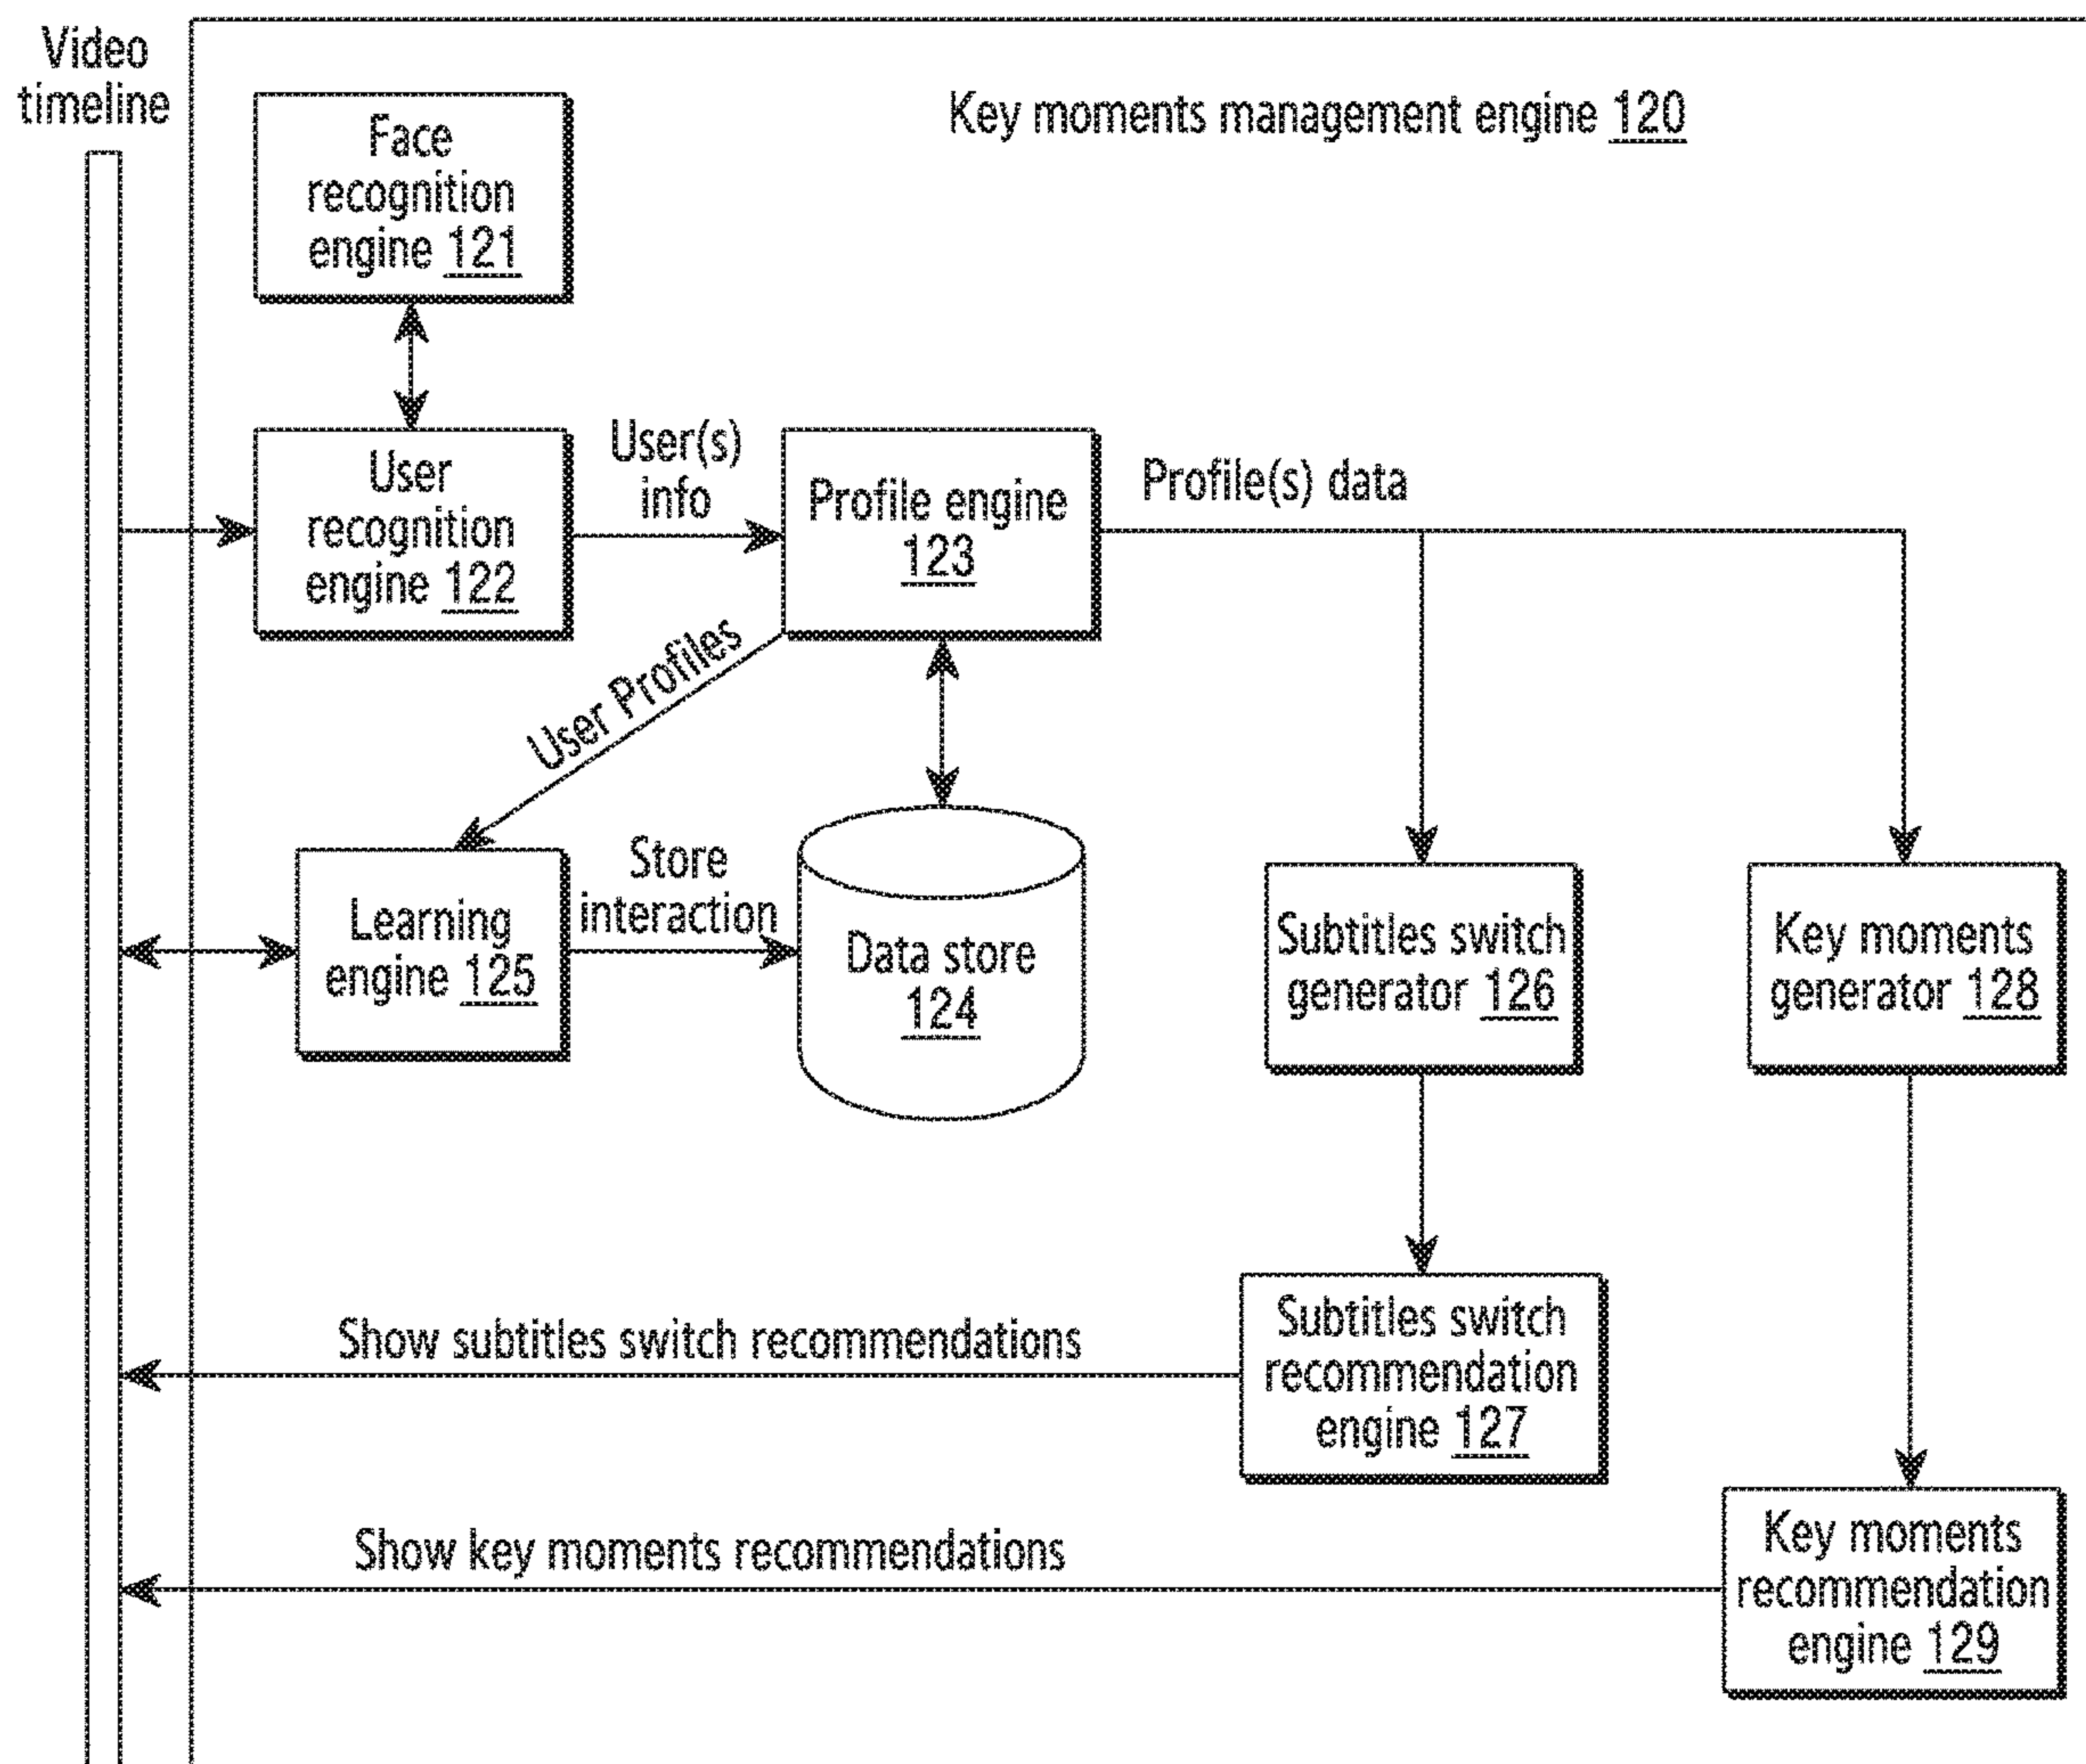 Video
timeline
Key moments management engine 120
Face
recognition
engine 121
User
recognition
engine 122
User(s)
info
Profile engine
123
Profile(s) data
User Profiles
Learning
engine 125
Store
interaction
Data store
124
Subtitles switch
generator 126
Key moments
generator 128
Show subtitles switch recommendations
Subtitles switch
recommendation
engine 127
Show key moments recommendations
Key moments
recommendation
engine 129